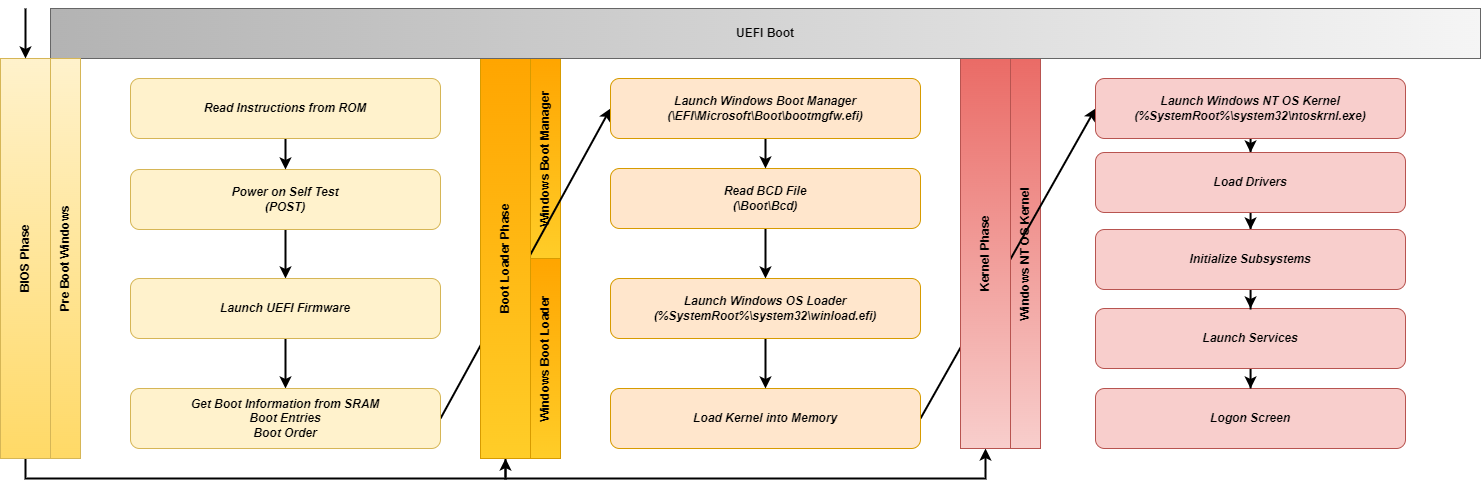 UEFI Boot
BIOS Phase
Pre Boot Windows
Read Instructions from ROM
Power on Self Test
(POST)
Launch UEFI Firmware
Get Boot Information from SRAM
Boot Entries
Boot Order
Boot Loader Phase
Windows Boot Manager
Windows Boot Loader
Launch Windows Boot Manager
(\EFI\Microsoft\Boot\bootmgfw.efi)
Read BCD File
(\Boot\Bcd)
Launch Windows OS Loader
(%SystemRoot%\system32\winload.efi)
Load Kernel into Memory
Kernel Phase
Windows NT OS Kernel
Launch Windows NT OS Kernel
(%SystemRoot%\system32\ntoskrnl.exe)
Load Drivers
Initialize Subsystems
Launch Services
Logon Screen